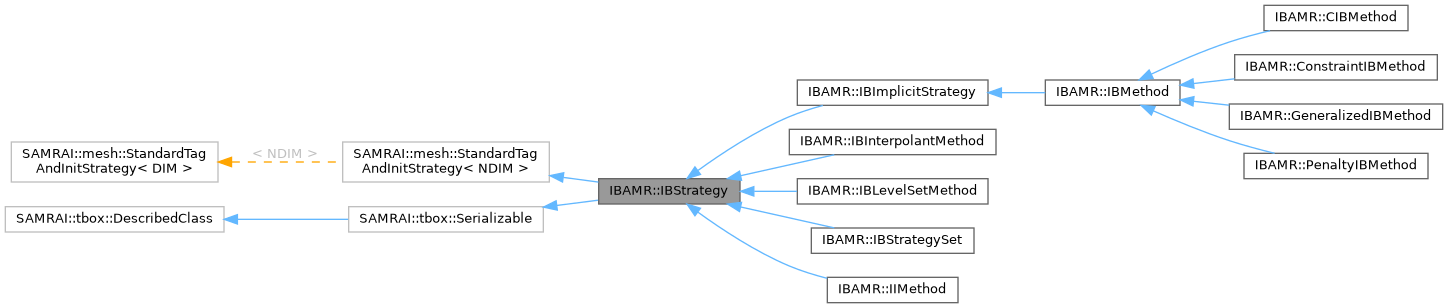 SAMRAI::mesh::StandardTag
AndInitStrategy< DIM >
< NDIM >
SAMRAI::mesh::StandardTag
AndInitStrategy< NDIM >
SAMRAI::tbox::DescribedClass
SAMRAI::tbox::Serializable
IBAMR::IBStrategy
IBAMR::IBImplicitStrategy
IBAMR::IBInterpolantMethod
IBAMR::IBLevelSetMethod
IBAMR::IBStrategySet
IBAMR::IIMethod
IBAMR::IBMethod
IBAMR::CIBMethod
IBAMR::ConstraintIBMethod
IBAMR::GeneralizedIBMethod
IBAMR::PenaltyIBMethod